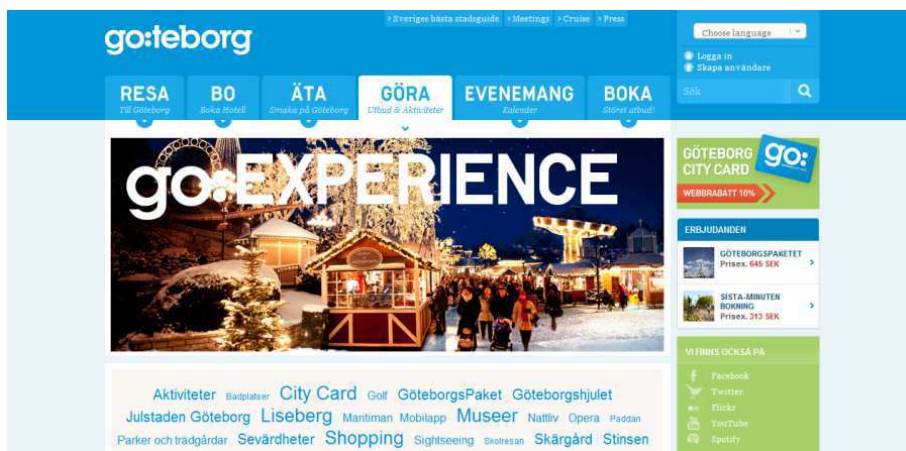 › Sveriges bästa stadsguide › Meetings › Cruise › Press
go:teborg
Choose language
Logga in
Skapa användare
Sök
RESA
Till Göteborg
BO
Boka Hotell
ÄTA
Smaka på Göteborg
GÖRA
Utbud & Aktiviteter
EVENEMANG
Kalender
BOKA
Störst utbud!
go:EXPERIENCE
GÖTEBORG
CITY CARD
go:
WEBBRABATT 10%
ERBJUDANDEN
GÖTEBORGSPAKETET
Prisex. 645 SEK
SISTA-MINUTEN
BOKNING
Prisex. 313 SEK
VI FINNS OCKSÅ PÅ
Facebook
Twitter
Flickr
YouTube
Spotify
Aktiviteter Badplatser City Card Golf GöteborgsPaket Göteborgshjulet
Julstaden Göteborg Liseberg Maritiman Mobilapp Museer Nattliv Opera Paddan
Parker och trädgårdar Sevärdheter Shopping Sightseeing Skolresan Skärgård Stinsen